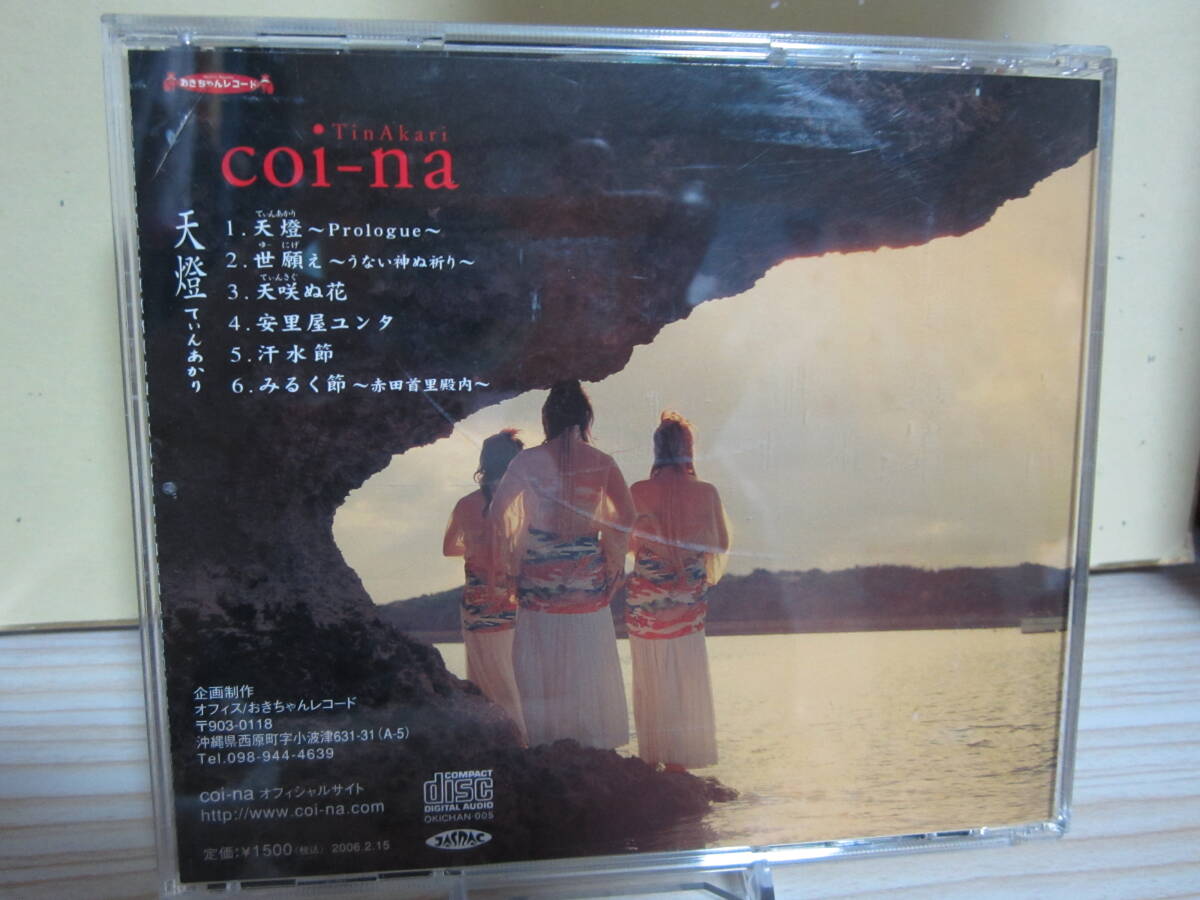 おきちゃんレコード
TinAkari
coi-na
天燈 てぃんあかり
てぃんあかり
1.天燈～Prologue～
ゆー にげ
2.世願ぇ～うない神ぬ祈り～
てぃんさぐ
3.天咲ぬ花
4.安里屋ユンタ
5.汗水節
6.みるく節～赤田首里殿内～
企画制作
オフィス/おきちゃんレコード
〒903-0118
沖縄県西原町字小波津631-31(A-5)
Tel.098-944-4639
coi-na オフィシャルサイト
http://www.coi-na.com
定価:¥1500(税込) 2006.2.15
COMPACT
disc
DIGITAL AUDIO
OKICHAN-005
JASRAC